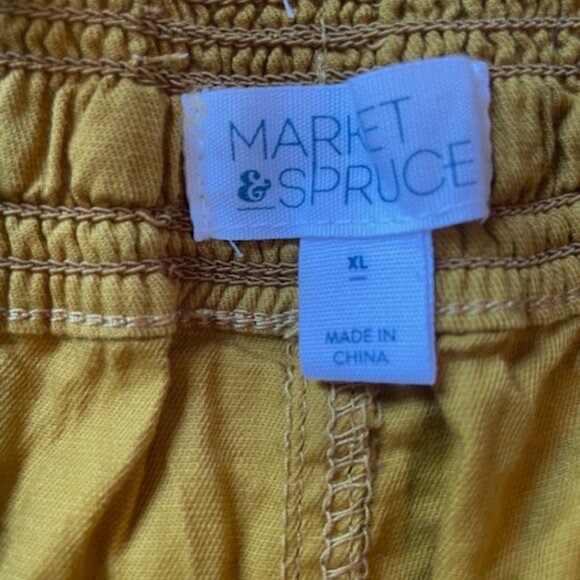 MARKET
& SPRUCE
XL
MADE IN
CHINA